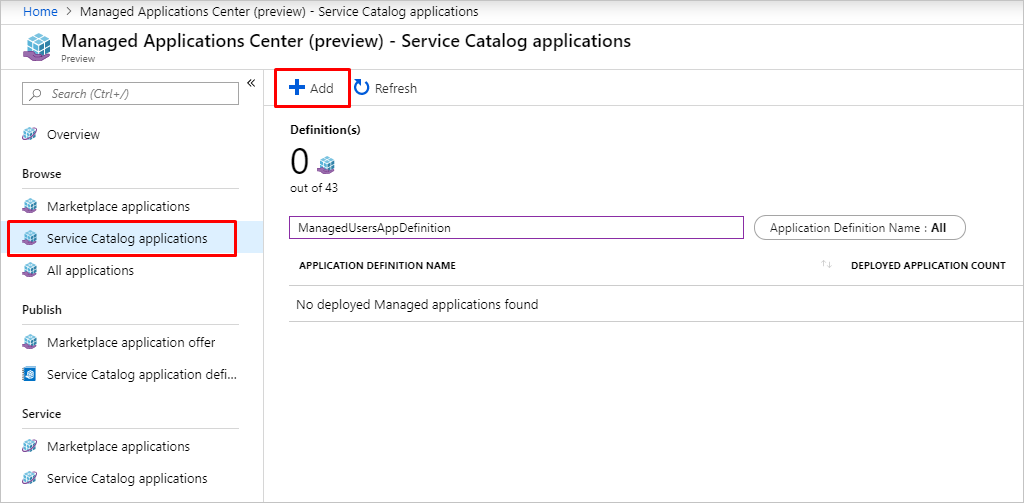 Home > Managed Applications Center (preview) - Service Catalog applications
Managed Applications Center (preview) - Service Catalog applications
Preview
Search (Ctrl+/)
«
Overview
Browse
Marketplace applications
Service Catalog applications
All applications
Publish
Marketplace application offer
Service Catalog application defi...
Service
Marketplace applications
Service Catalog applications
Add
Refresh
Definition(s)
0
out of 43
ManagedUsersAppDefinition
Application Definition Name : All
APPLICATION DEFINITION NAME ↑↓ DEPLOYED APPLICATION COUNT
No deployed Managed applications found